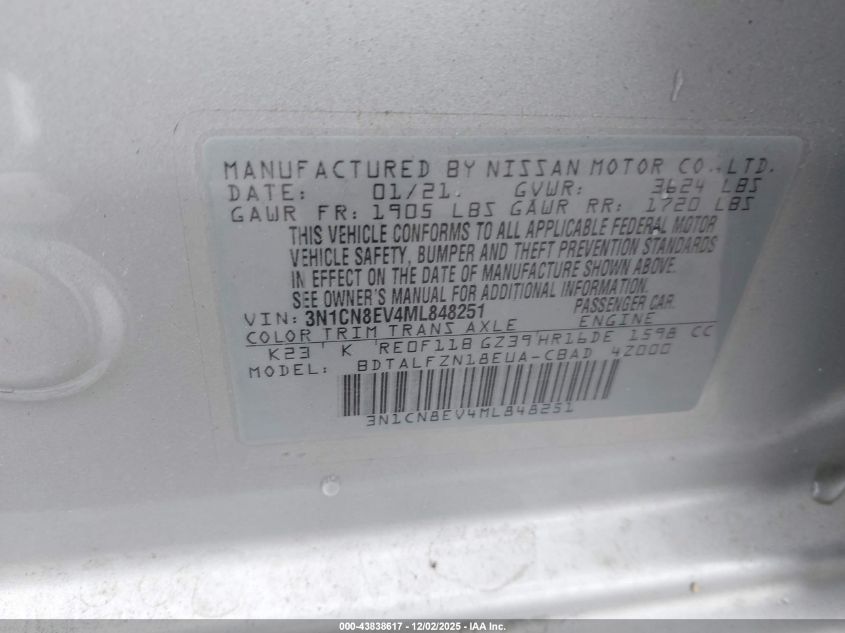 MANUFACTURED BY NISSAN MOTOR CO.,LTD.
DATE: 01/21 GVWR: 3624 LBS
GAWR FR: 1905 LBS GAWR RR: 1720 LBS
THIS VEHICLE CONFORMS TO ALL APPLICABLE FEDERAL MOTOR
VEHICLE SAFETY, BUMPER AND THEFT PREVENTION STANDARDS
IN EFFECT ON THE DATE OF MANUFACTURE SHOWN ABOVE.
SEE OWNER'S MANUAL FOR ADDITIONAL INFORMATION.
VIN: 3N1CN8EV4ML848251 PASSENGER CAR
COLOR TRIM TRANS AXLE ENGINE
K23 K RE0F11B GZ39 HR16DE 1598 CC
MODEL: BDTALFZN18EUA-CBAD 4Z000
3N1CN8EV4ML848251
000-43838617 - 12/02/2025 - IAA Inc.